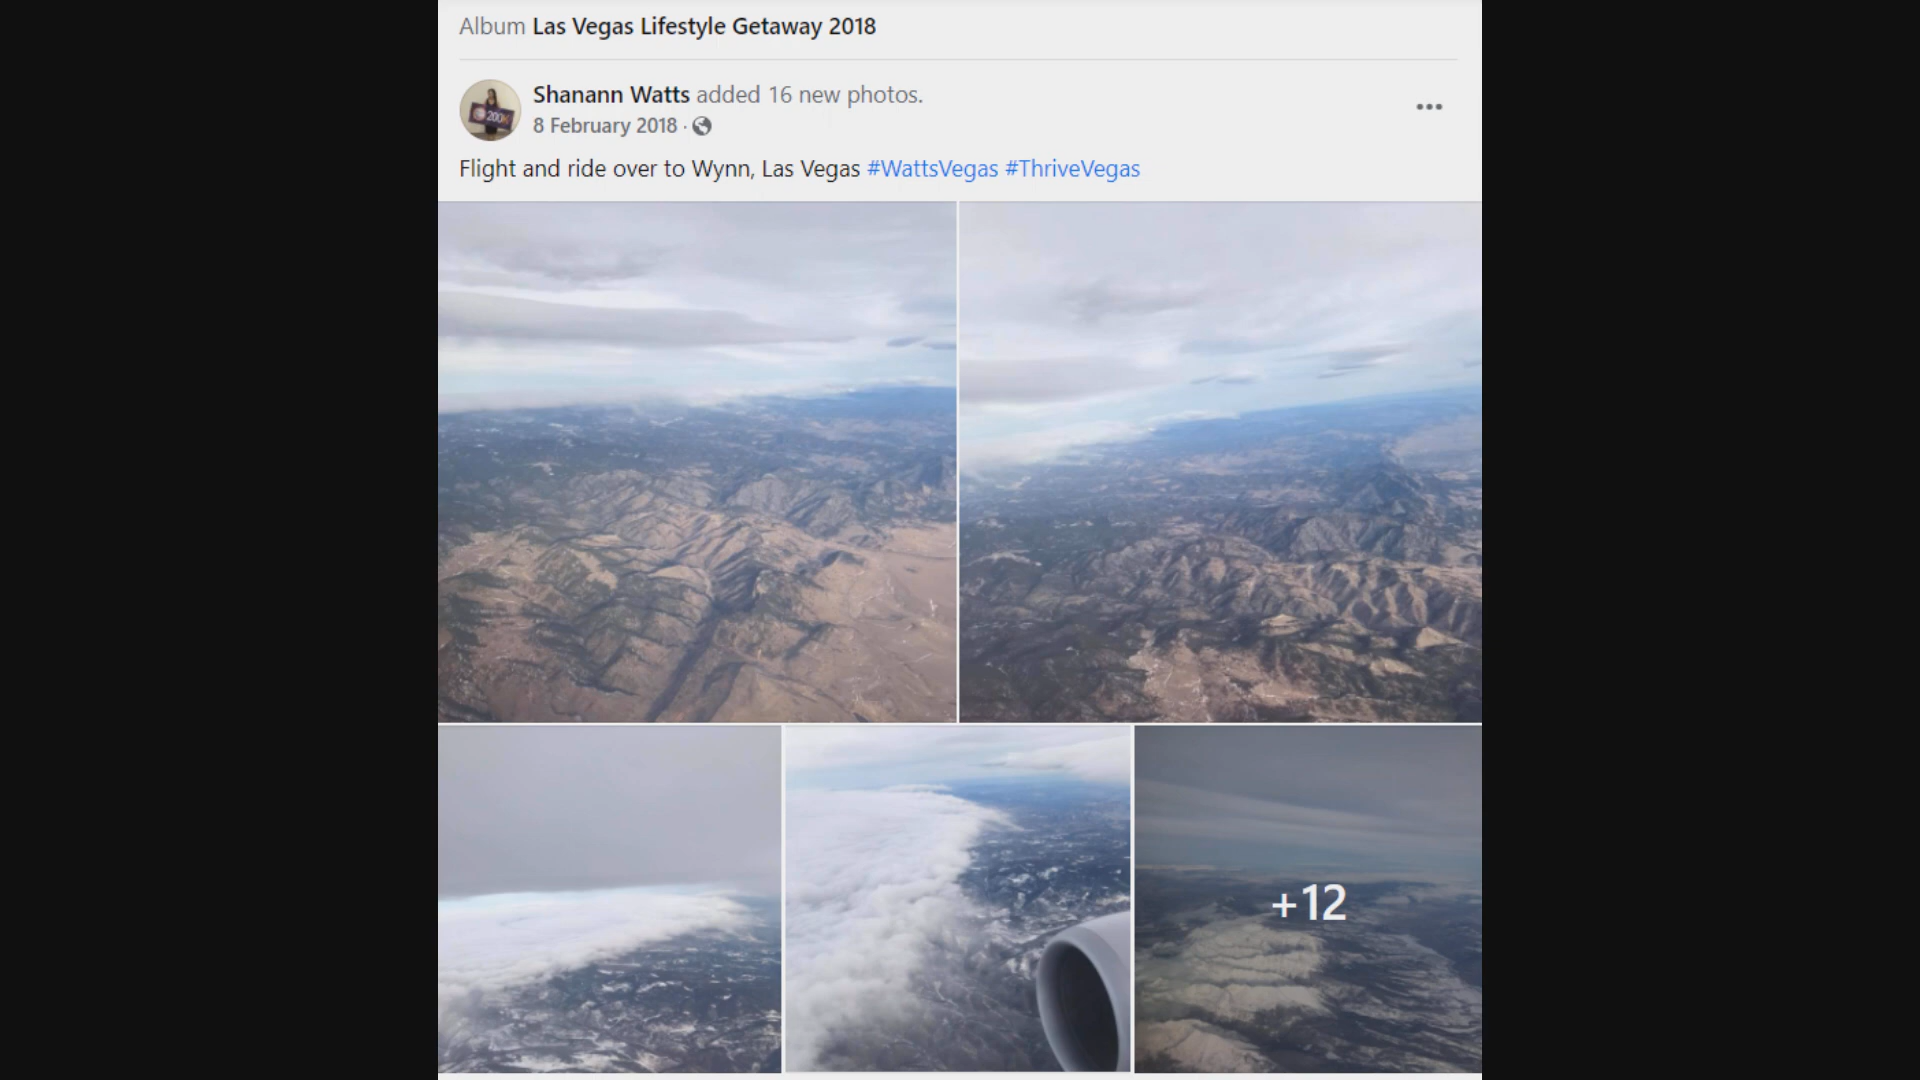 Album Las Vegas Lifestyle Getaway 2018
Shanann Watts added 16 new photos.
8 February 2018 ·
Flight and ride over to Wynn, Las Vegas #WattsVegas #ThriveVegas
200K
+12